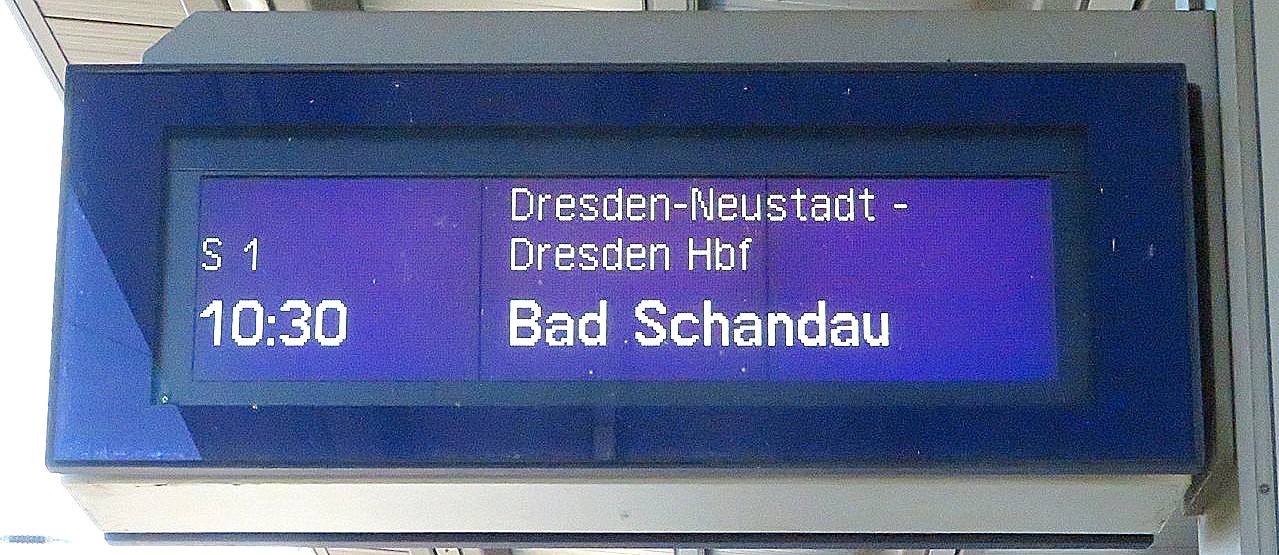 Dresden-Neustadt -
S 1 Dresden Hbf
10:30 Bad Schandau